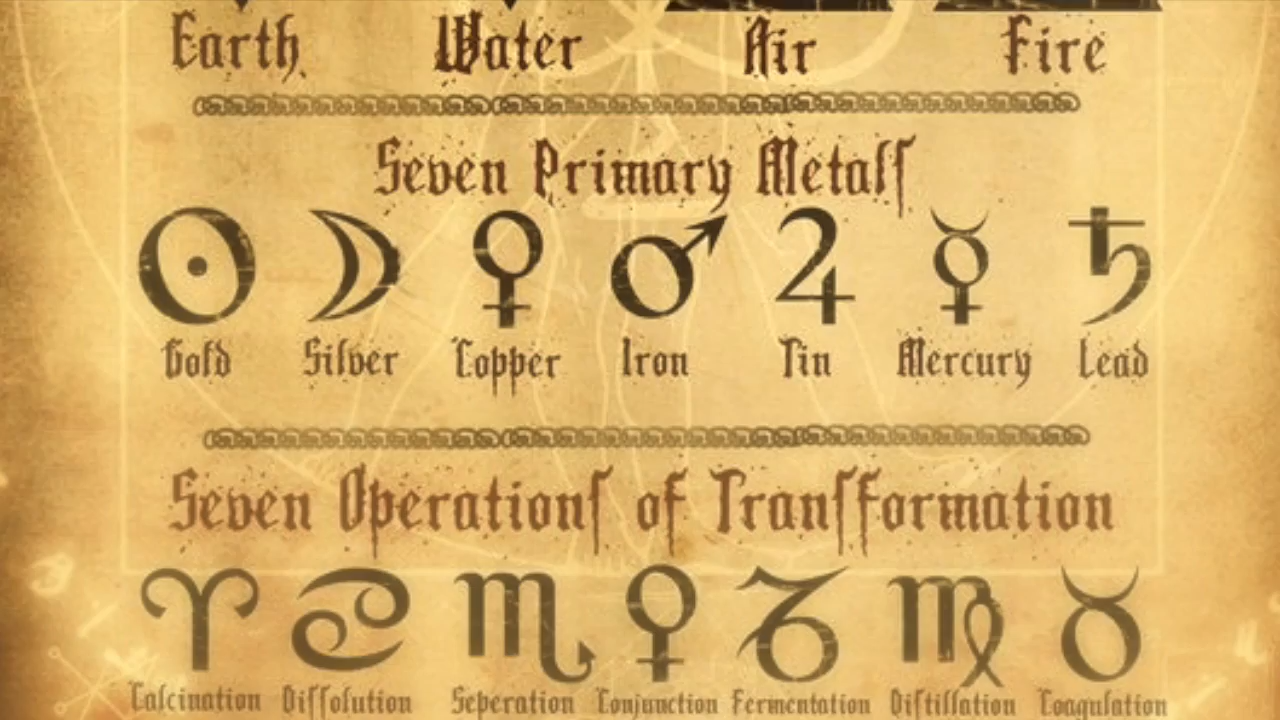 Earth Water Air Fire
Seven Primary Metalſ
Gold Silver Copper Iron Tin Mercury Lead
Seven Operationſ of Tranſformation
Calcination Diſſolution Seperation Conjunction Fermentation Diſtillation Coagulation